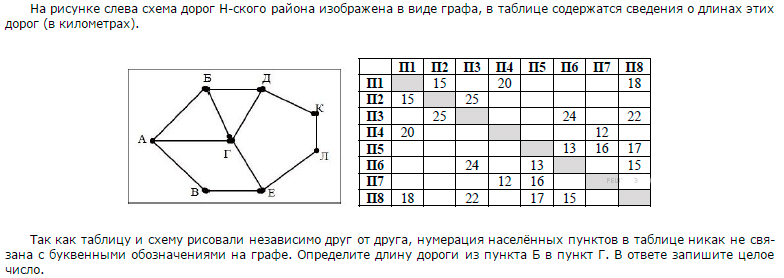 На рисунке слева схема дорог Н-ского района изображена в виде графа, в таблице содержатся сведения о длинах этих
дорог (в километрах).
Б Д
К
А
Г
Л
В Е
П1 П2 П3 П4 П5 П6 П7 П8
П1 15 20 18
П2 15 25
П3 25 24 22
П4 20 12
П5 13 16 17
П6 24 13 15
П7 12 16
П8 18 22 17 15
Так как таблицу и схему рисовали независимо друг от друга, нумерация населённых пунктов в таблице никак не свя-
зана с буквенными обозначениями на графе. Определите длину дороги из пункта Б в пункт Г. В ответе запишите целое
число.